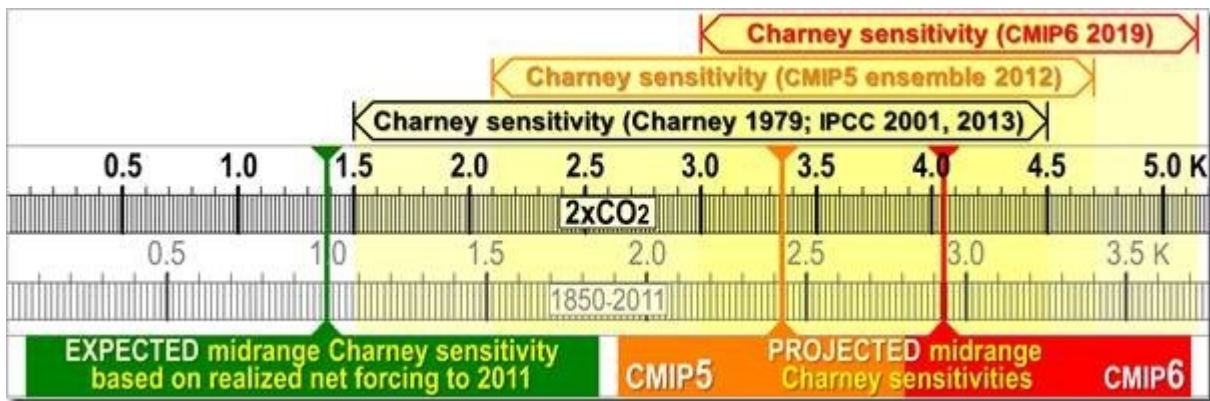 Charney sensitivity (CMIP6 2019)
Charney sensitivity (CMIP5 ensemble 2012)
Charney sensitivity (Charney 1979; IPCC 2001, 2013)
0.5 1.0 1.5 2.0 2.5 3.0 3.5 4.0 4.5 5.0 K
2xCO2
0.5 1.0 1.5 2.0 2.5 3.0 3.5 K
1850-2011
EXPECTED midrange Charney sensitivity
based on realized net forcing to 2011
CMIP5
PROJECTED midrange
Charney sensitivities
CMIP6